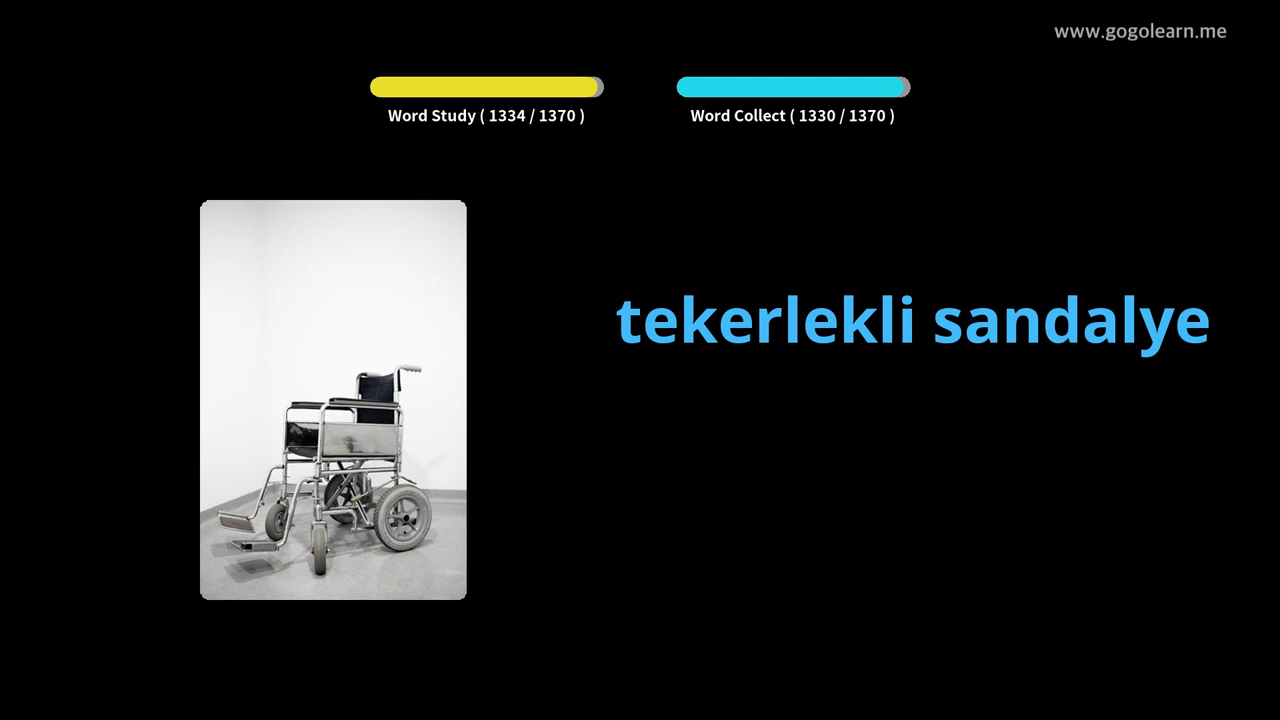 www.gogolearn.me
Word Study ( 1334 / 1370 )
Word Collect ( 1330 / 1370 )
tekerlekli sandalye